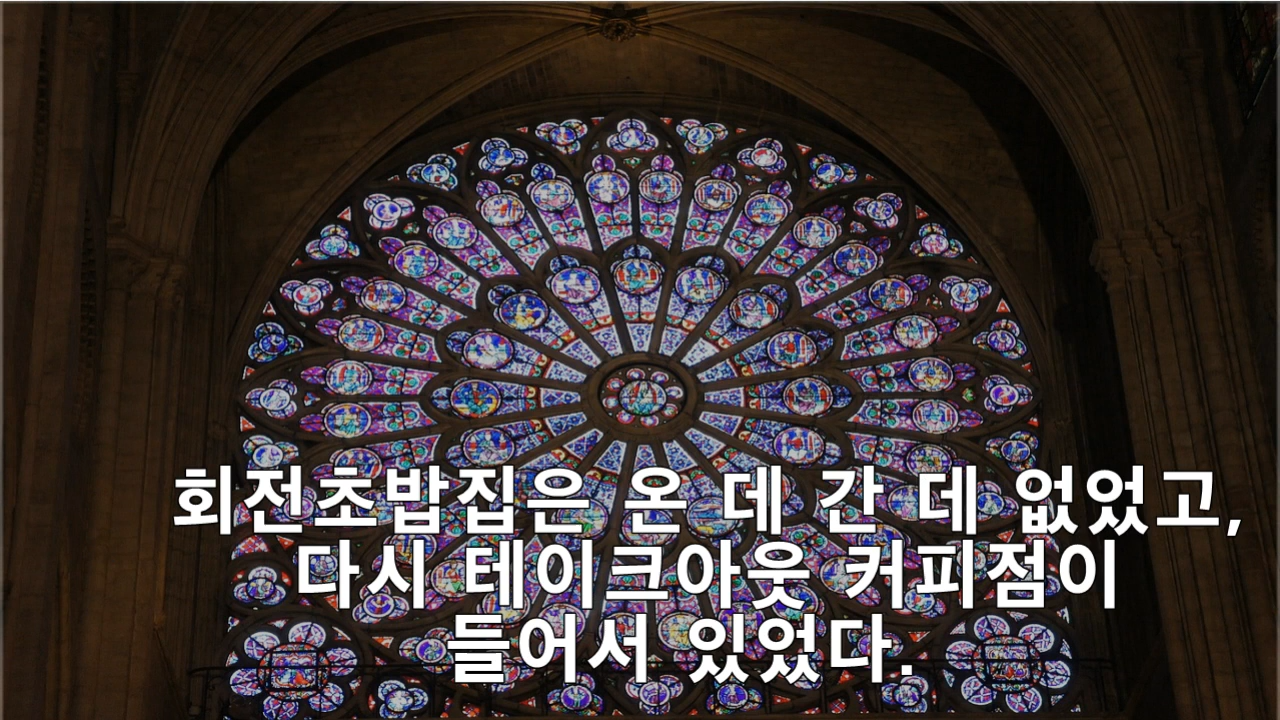 회전초밥집은 온 데 간 데 없었고,
다시 테이크아웃 커피점이
들어서 있었다.